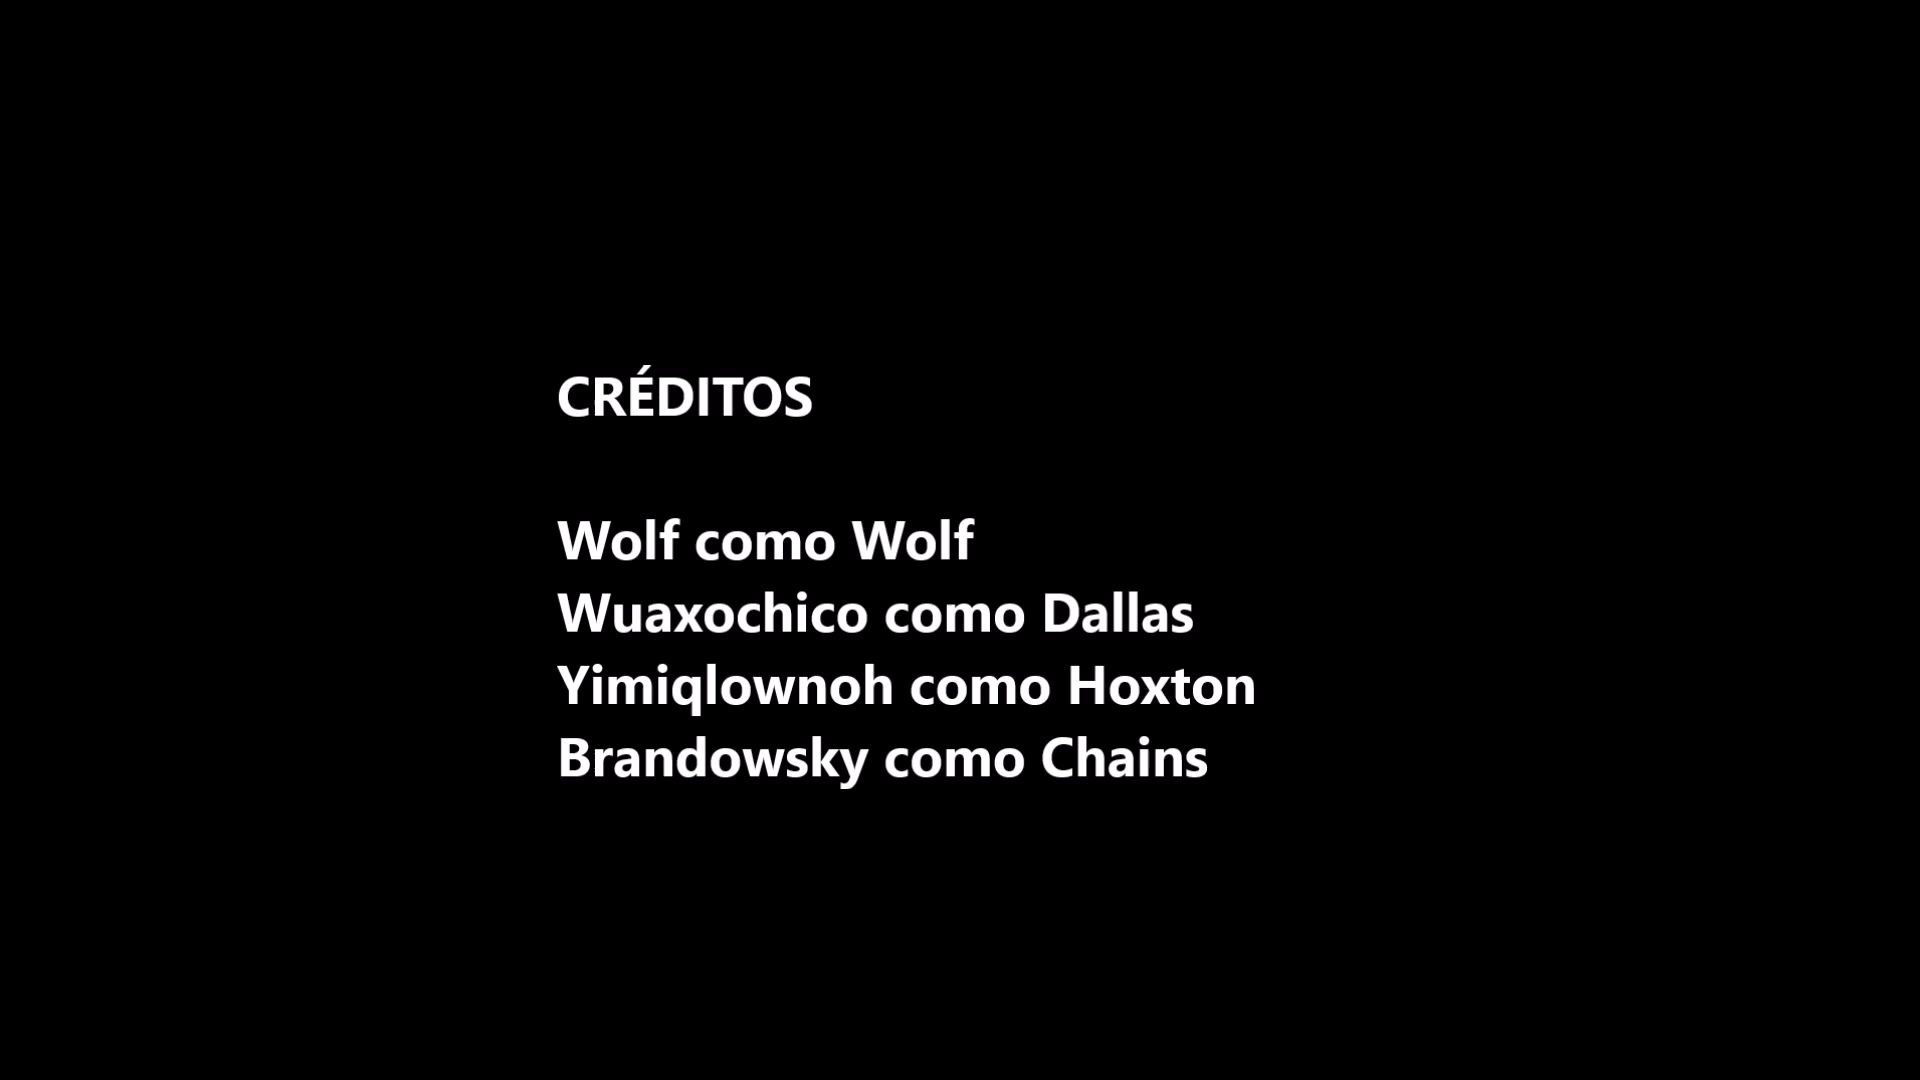 CRÉDITOS
Wolf como Wolf
Wuaxochico como Dallas
Yimiqlownoh como Hoxton
Brandowsky como Chains